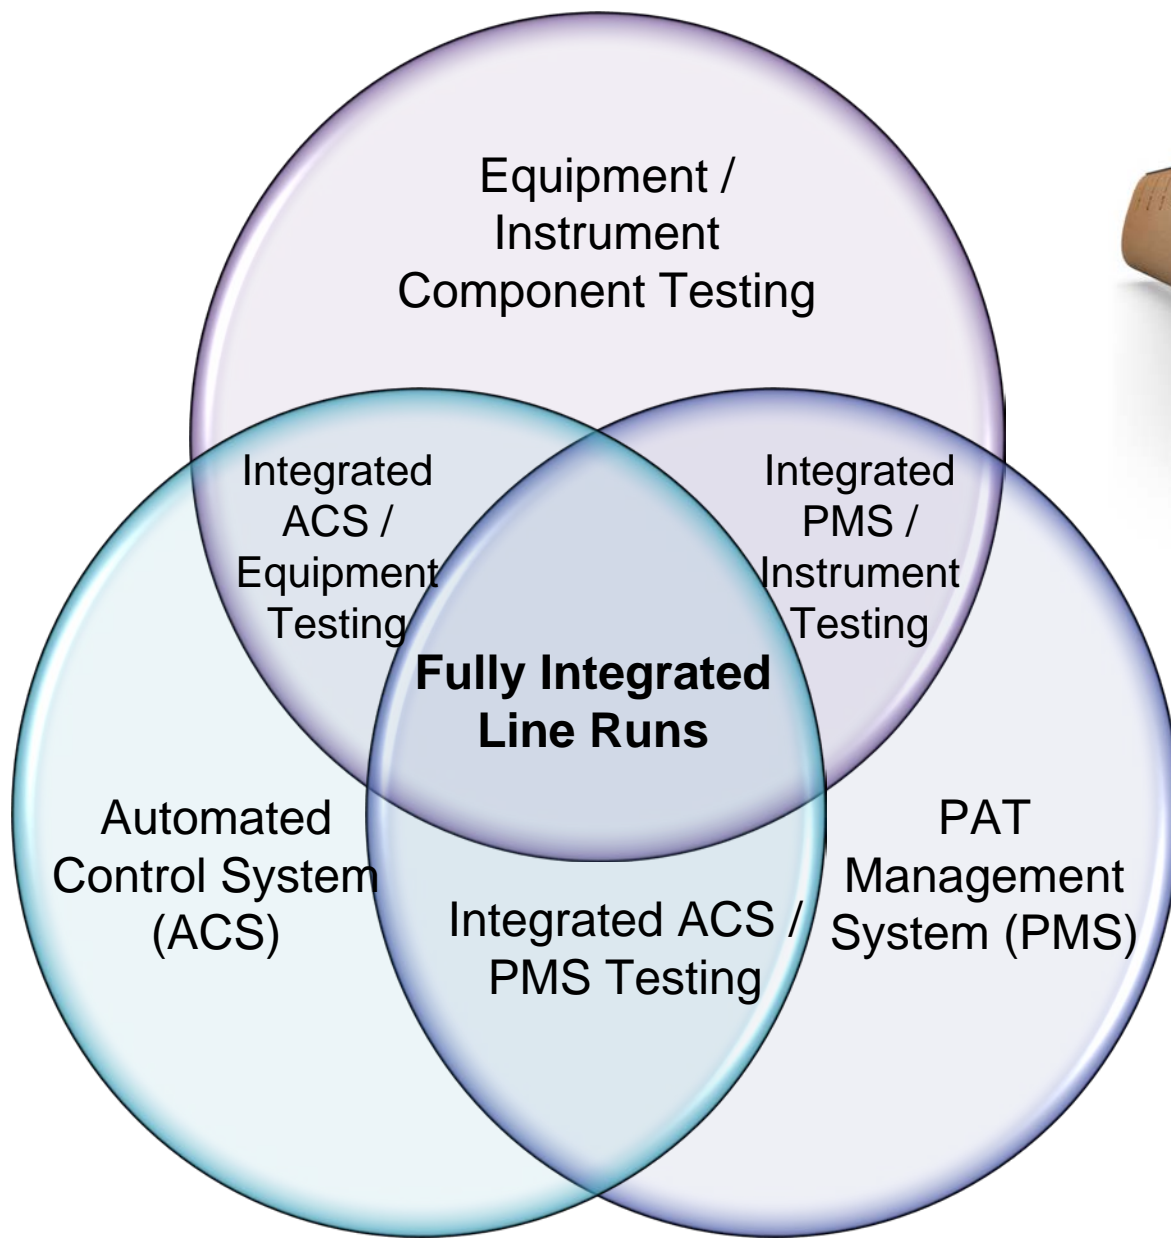 Equipment /
Instrument
Component Testing
Integrated
ACS /
Equipment
Testing
Integrated
PMS /
Instrument
Testing
Fully Integrated
Line Runs
Automated
Control System
(ACS)
PAT
Management
System (PMS)
Integrated ACS /
PMS Testing